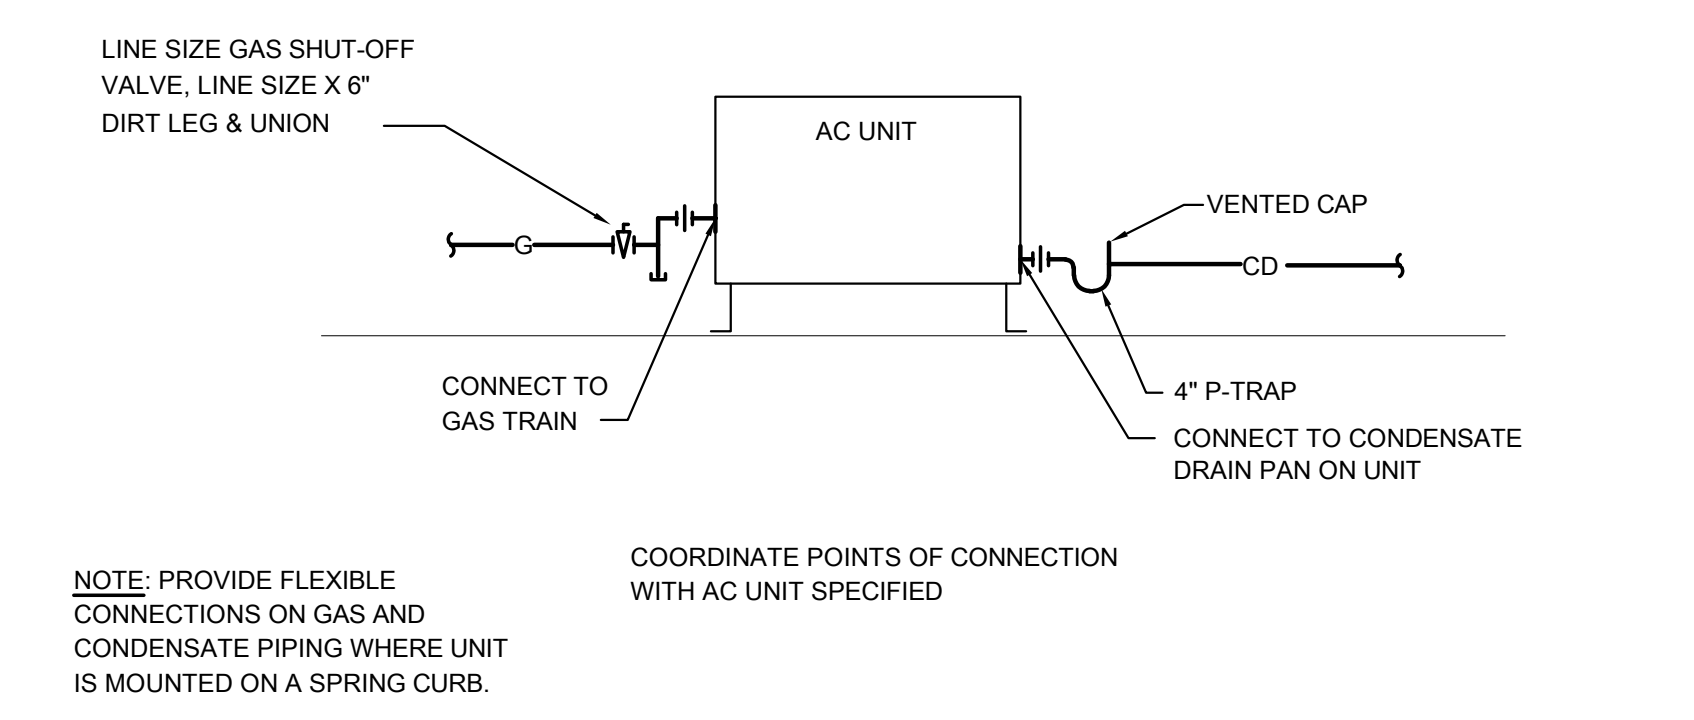 LINE SIZE GAS SHUT-OFF
VALVE, LINE SIZE X 6"
DIRT LEG & UNION
AC UNIT
VENTED CAP
G
CD
CONNECT TO
GAS TRAIN
4" P-TRAP
CONNECT TO CONDENSATE
DRAIN PAN ON UNIT
COORDINATE POINTS OF CONNECTION
WITH AC UNIT SPECIFIED
NOTE: PROVIDE FLEXIBLE
CONNECTIONS ON GAS AND
CONDENSATE PIPING WHERE UNIT
IS MOUNTED ON A SPRING CURB.